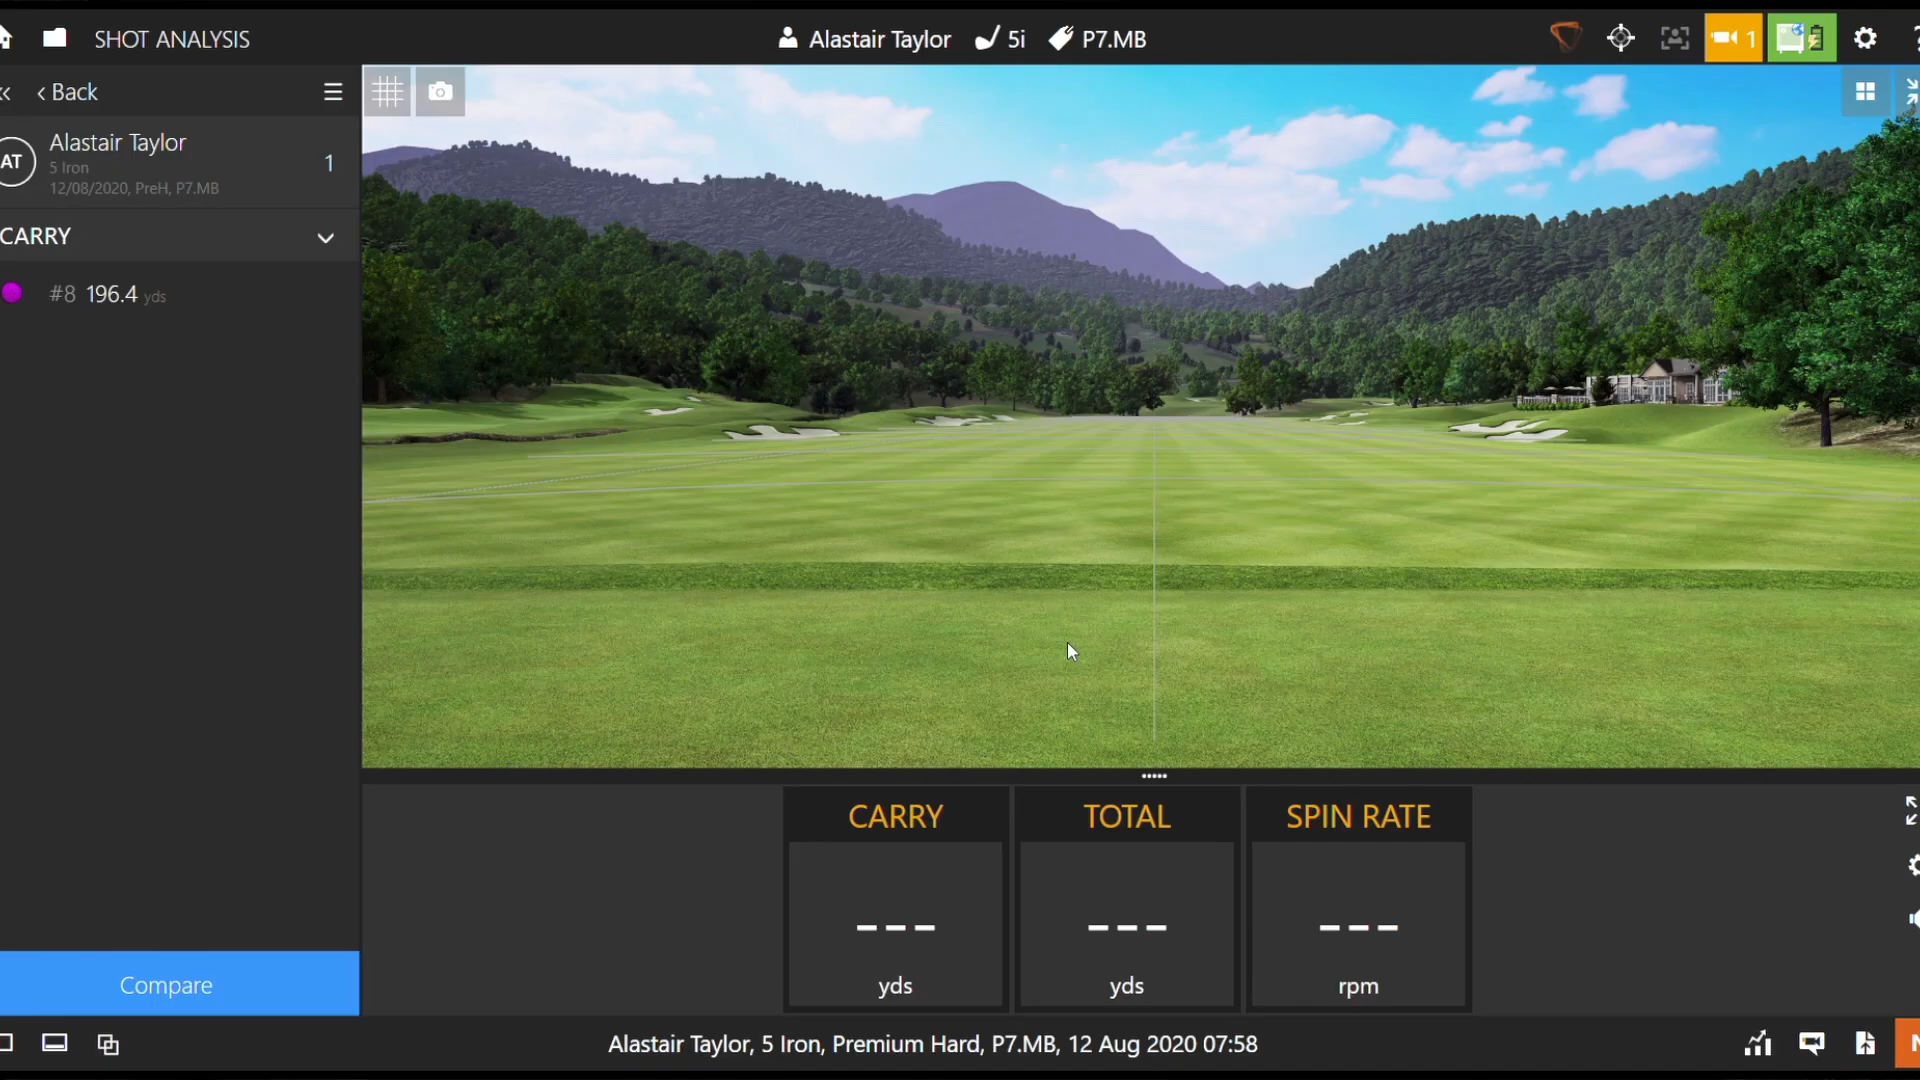 SHOT ANALYSIS
Alastair Taylor 5i P7.MB
1
Back
AT
Alastair Taylor
5 Iron
12/08/2020, PreH, P7.MB
1
CARRY
#8 196.4 yds
CARRY TOTAL SPIN RATE
--- --- ---
yds yds rpm
Compare
Alastair Taylor, 5 Iron, Premium Hard, P7.MB, 12 Aug 2020 07:58